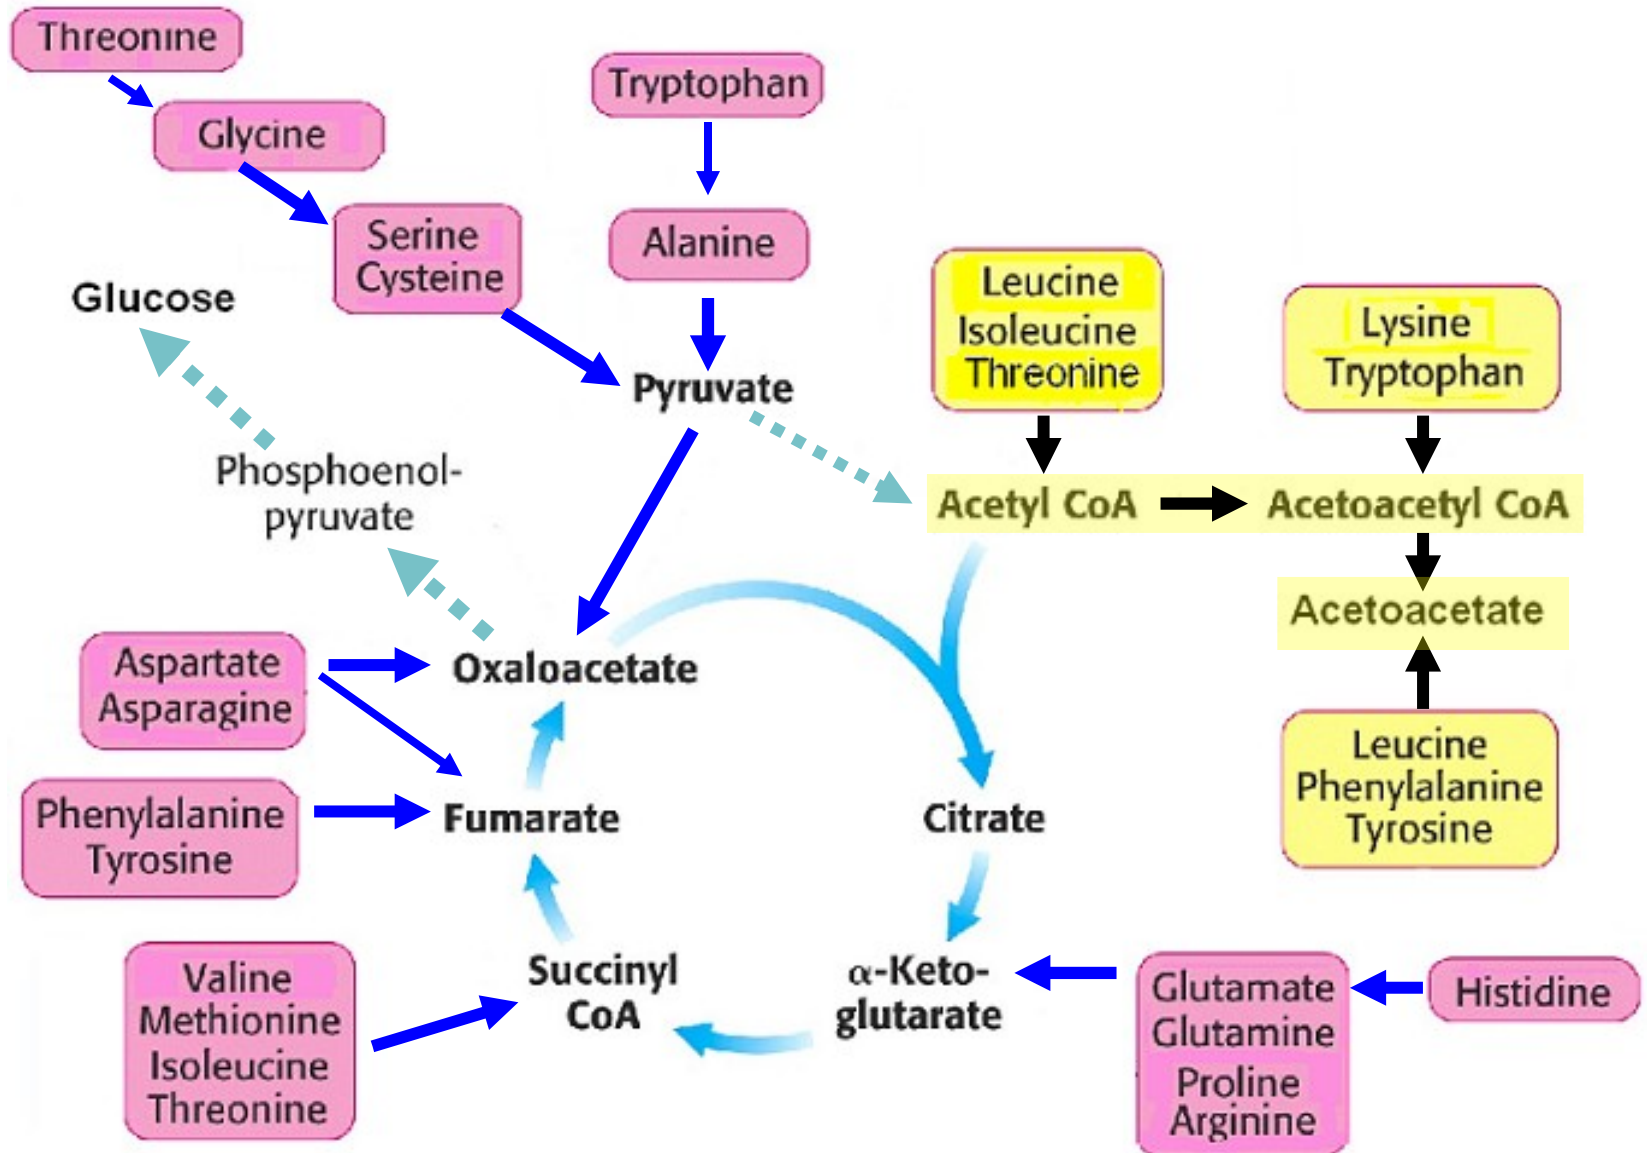 Threonine
Glycine
Serine
Cysteine
Tryptophan
Alanine
Glucose
Pyruvate
Leucine
Isoleucine
Threonine
Lysine
Tryptophan
Phosphoenol-
pyruvate
Acetyl CoA
Acetoacetyl CoA
Acetoacetate
Aspartate
Asparagine
Oxaloacetate
Leucine
Phenylalanine
Tyrosine
Phenylalanine
Tyrosine
Fumarate
Citrate
Valine
Methionine
Isoleucine
Threonine
Succinyl
CoA
α-Keto-
glutarate
Glutamate
Glutamine
Proline
Arginine
Histidine